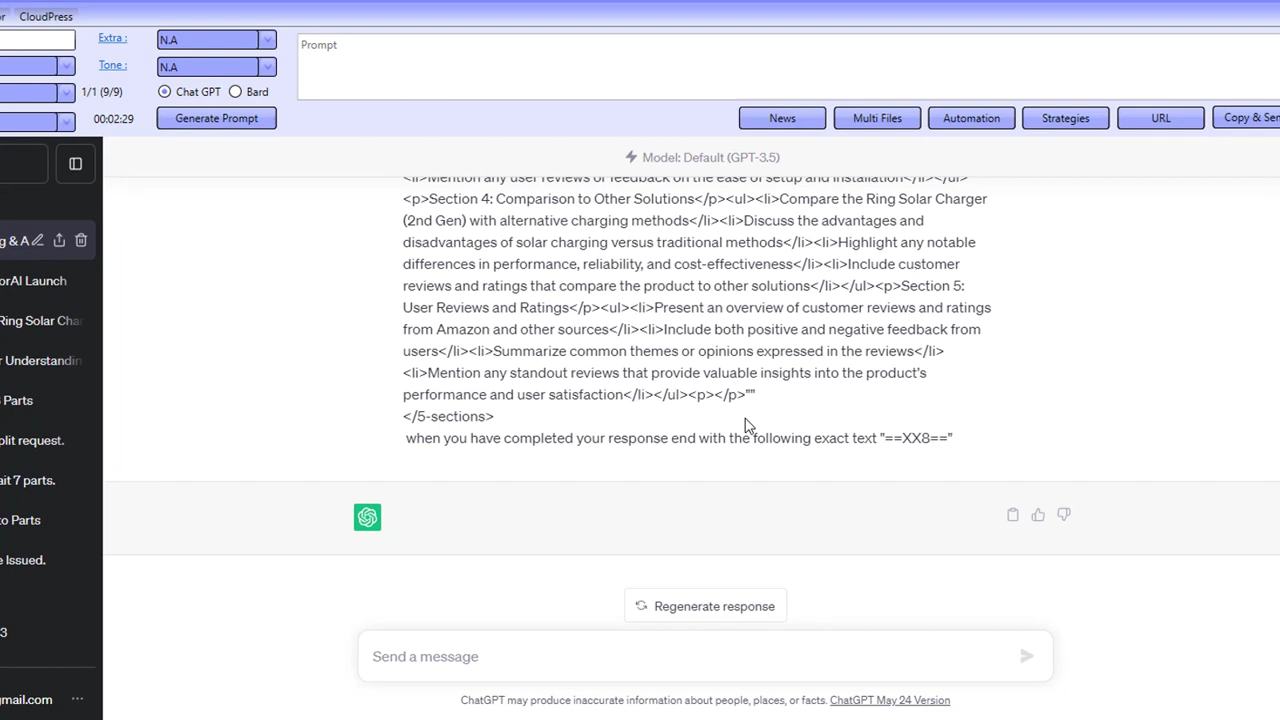 or CloudPress
Extra : N.A
Prompt
Tone : N.A
1/1 (9/9) Chat GPT Bard
00:02:29 Generate Prompt News Multi Files Automation Strategies URL Copy & Sen
Model: Default (GPT-3.5)
<li>Mention any user reviews or feedback on the ease of setup and installation</li></ul>
<p>Section 4: Comparison to Other Solutions</p><ul><li>Compare the Ring Solar Charger
(2nd Gen) with alternative charging methods</li><li>Discuss the advantages and
disadvantages of solar charging versus traditional methods</li><li>Highlight any notable
differences in performance, reliability, and cost-effectiveness</li><li>Include customer
reviews and ratings that compare the product to other solutions</li></ul><p>Section 5:
User Reviews and Ratings</p><ul><li>Present an overview of customer reviews and ratings
from Amazon and other sources</li><li>Include both positive and negative feedback from
users</li><li>Summarize common themes or opinions expressed in the reviews</li>
<li>Mention any standout reviews that provide valuable insights into the product's
performance and user satisfaction</li></ul><p></p>""
</5-sections>
when you have completed your response end with the following exact text "==XX8=="
g & A
orAI Launch
Ring Solar Cha
r Understandin
Parts
plit request.
ait 7 parts.
to Parts
e Issued.
3
gmail.com
Regenerate response
Send a message
ChatGPT may produce inaccurate information about people, places, or facts. ChatGPT May 24 Version